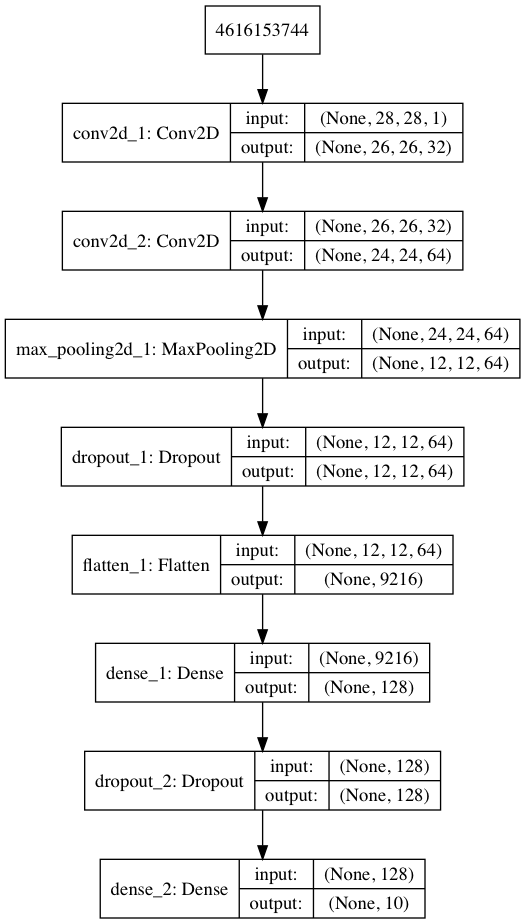 4616153744
conv2d_1: Conv2D
input: (None, 28, 28, 1)
output: (None, 26, 26, 32)
conv2d_2: Conv2D
input: (None, 26, 26, 32)
output: (None, 24, 24, 64)
max_pooling2d_1: MaxPooling2D
input: (None, 24, 24, 64)
output: (None, 12, 12, 64)
dropout_1: Dropout
input: (None, 12, 12, 64)
output: (None, 12, 12, 64)
flatten_1: Flatten
input: (None, 12, 12, 64)
output: (None, 9216)
dense_1: Dense
input: (None, 9216)
output: (None, 128)
dropout_2: Dropout
input: (None, 128)
output: (None, 128)
dense_2: Dense
input: (None, 128)
output: (None, 10)